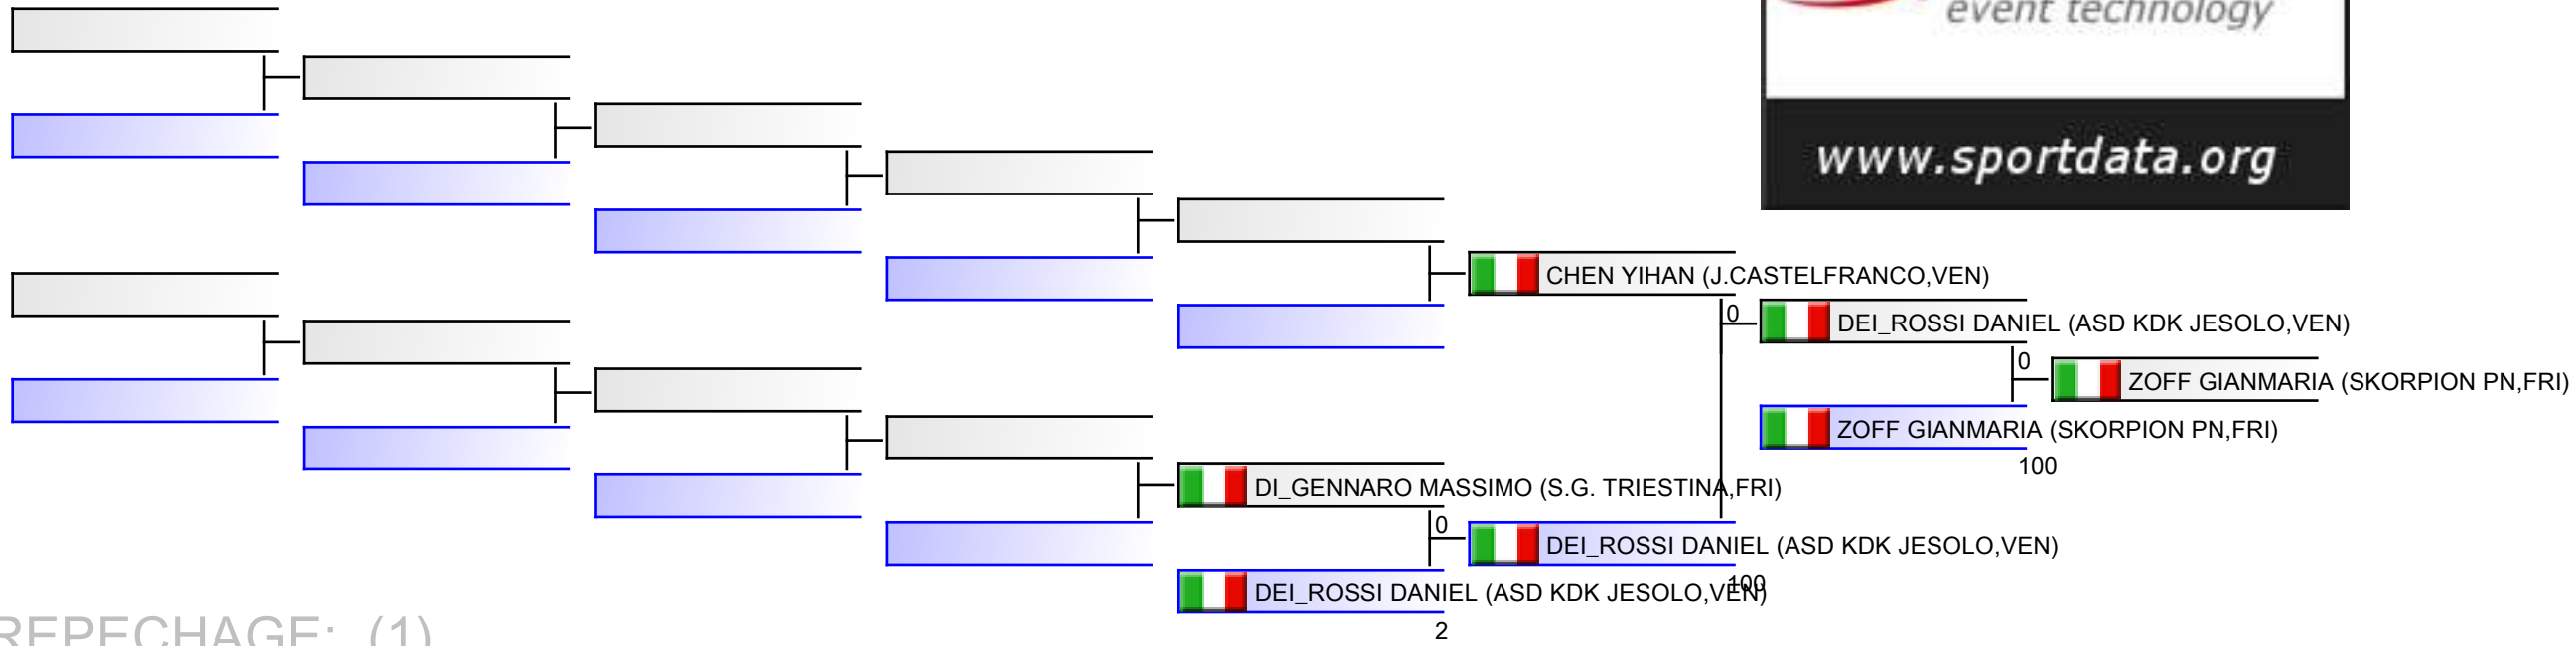 event technology
www.sportdata.org
CHEN YIHAN (J.CASTELFRANCO,VEN)
0
DEI_ROSSI DANIEL (ASD KDK JESOLO,VEN)
0
ZOFF GIANMARIA (SKORPION PN,FRI)
ZOFF GIANMARIA (SKORPION PN,FRI)
100
DI_GENNARO MASSIMO (S.G. TRIESTINA,FRI)
0
DEI_ROSSI DANIEL (ASD KDK JESOLO,VEN)
100
DEI_ROSSI DANIEL (ASD KDK JESOLO,VEN)
2
REPECHAGE: (1)